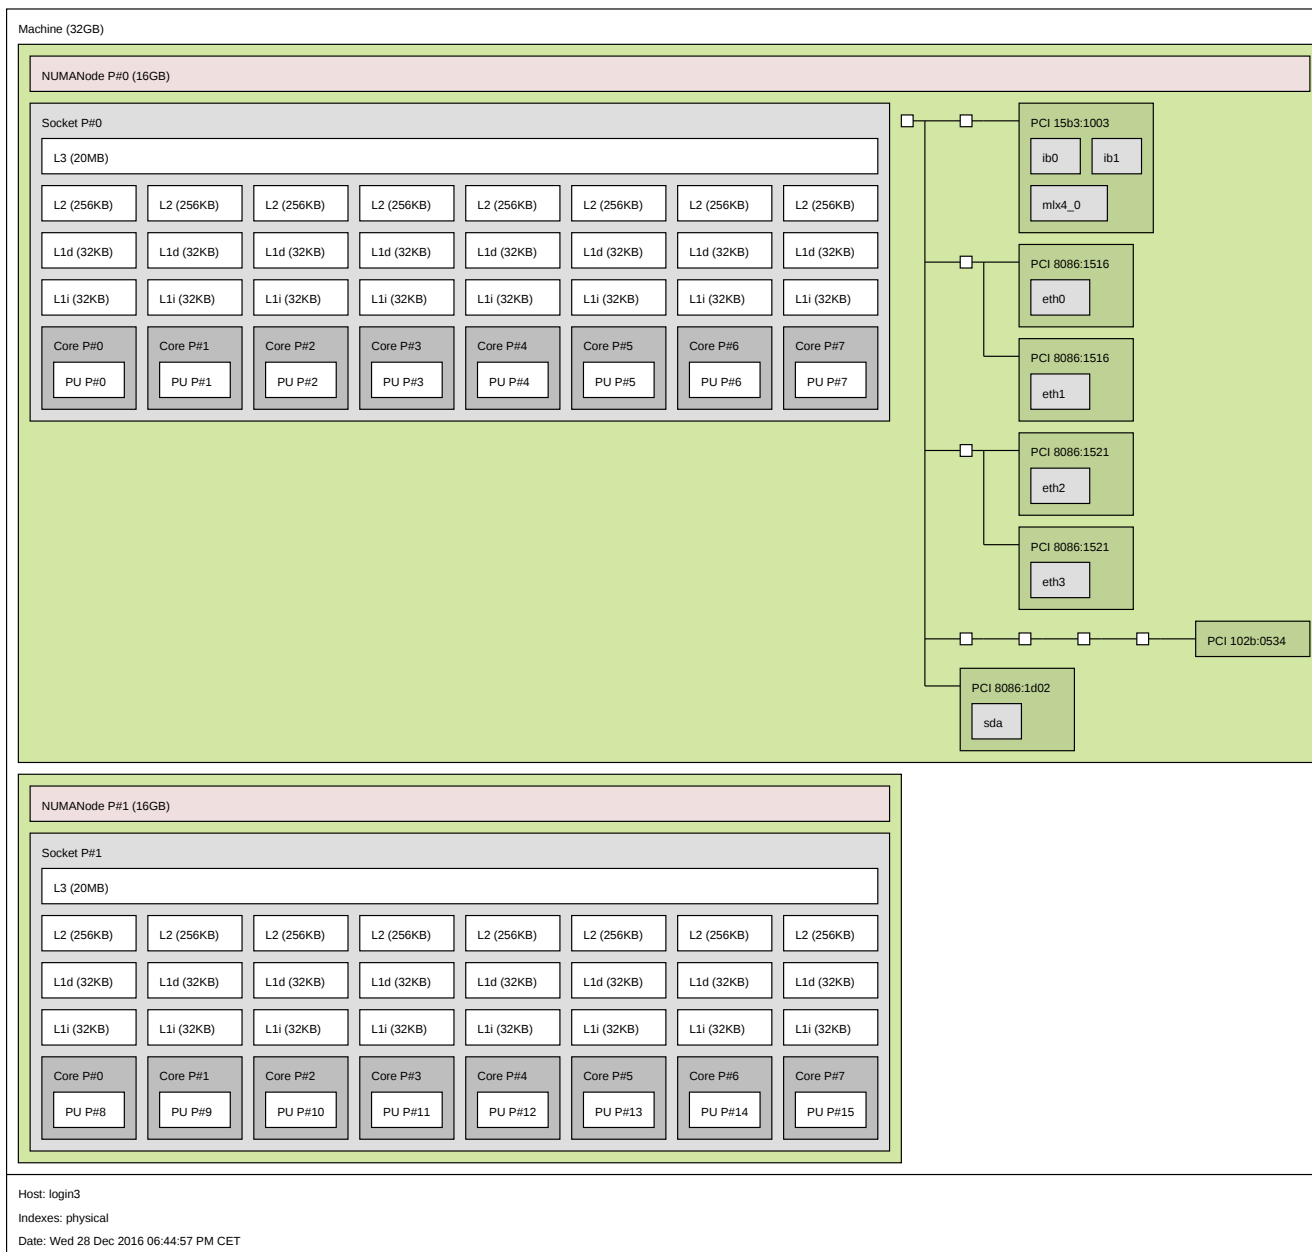 Machine (32GB)
NUMANode P#0 (16GB)
Socket P#0
L3 (20MB)
L2 (256KB) L2 (256KB) L2 (256KB) L2 (256KB) L2 (256KB) L2 (256KB) L2 (256KB) L2 (256KB)
L1d (32KB) L1d (32KB) L1d (32KB) L1d (32KB) L1d (32KB) L1d (32KB) L1d (32KB) L1d (32KB)
L1i (32KB) L1i (32KB) L1i (32KB) L1i (32KB) L1i (32KB) L1i (32KB) L1i (32KB) L1i (32KB)
Core P#0 Core P#1 Core P#2 Core P#3 Core P#4 Core P#5 Core P#6 Core P#7
PU P#0 PU P#1 PU P#2 PU P#3 PU P#4 PU P#5 PU P#6 PU P#7
PCI 15b3:1003
ib0 ib1
mlx4_0
PCI 8086:1516
eth0
PCI 8086:1516
eth1
PCI 8086:1521
eth2
PCI 8086:1521
eth3
PCI 102b:0534
PCI 8086:1d02
sda
NUMANode P#1 (16GB)
Socket P#1
L3 (20MB)
L2 (256KB) L2 (256KB) L2 (256KB) L2 (256KB) L2 (256KB) L2 (256KB) L2 (256KB) L2 (256KB)
L1d (32KB) L1d (32KB) L1d (32KB) L1d (32KB) L1d (32KB) L1d (32KB) L1d (32KB) L1d (32KB)
L1i (32KB) L1i (32KB) L1i (32KB) L1i (32KB) L1i (32KB) L1i (32KB) L1i (32KB) L1i (32KB)
Core P#0 Core P#1 Core P#2 Core P#3 Core P#4 Core P#5 Core P#6 Core P#7
PU P#8 PU P#9 PU P#10 PU P#11 PU P#12 PU P#13 PU P#14 PU P#15
Host: login3
Indexes: physical
Date: Wed 28 Dec 2016 06:44:57 PM CET